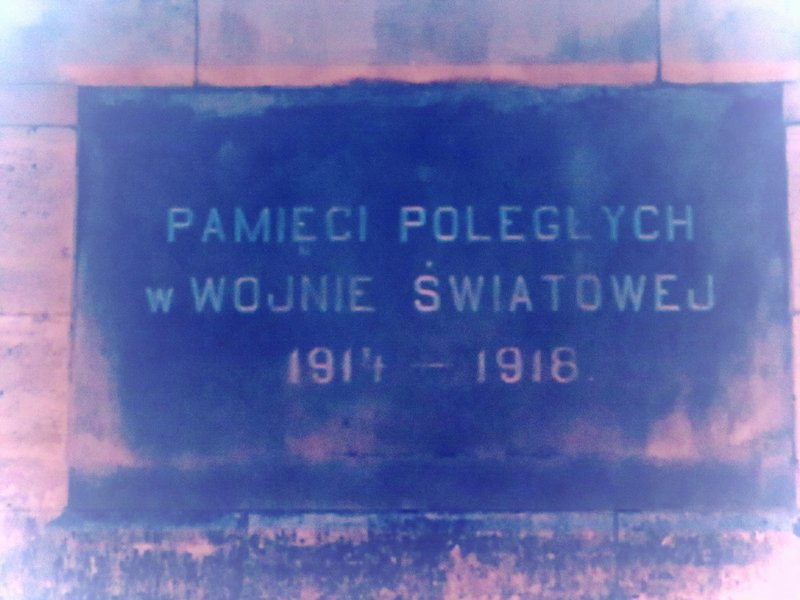 PAMIĘCI POLEGŁYCH
w WOJNIE ŚWIATOWEJ
1914 — 1918.